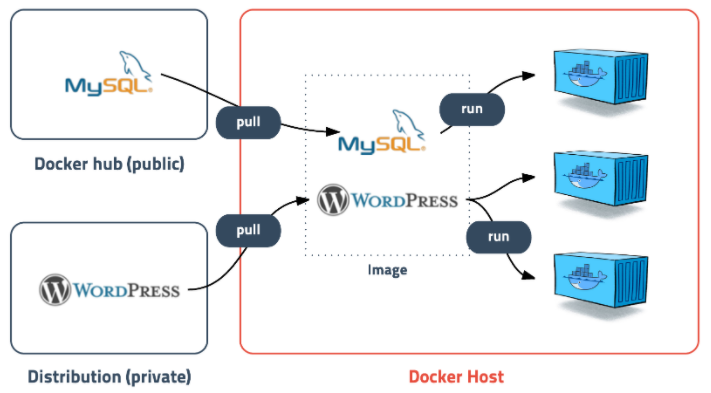 MySQL®
Docker hub (public)
pull
MySQL®
run
WORDPRESS
Image
pull
run
WORDPRESS
Distribution (private)
Docker Host